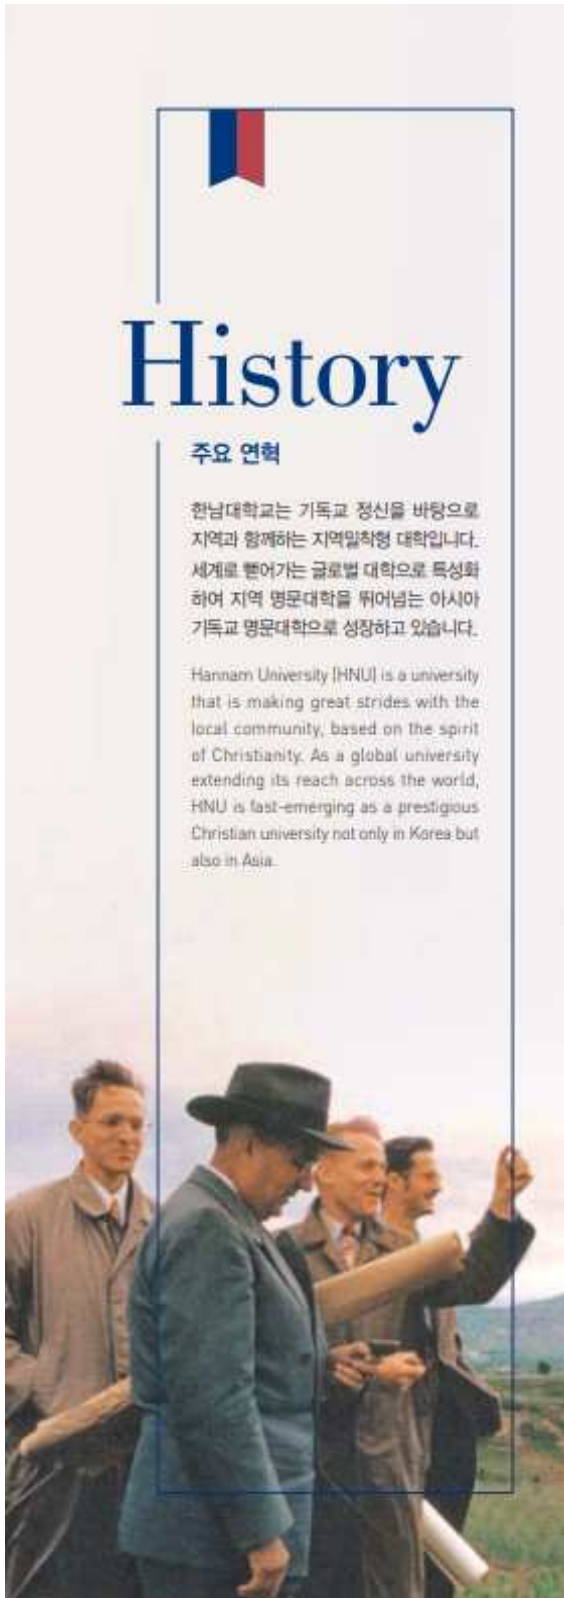 History
주요 연혁
한남대학교는 기독교 정신을 바탕으로
지역과 함께하는 지역밀착형 대학입니다.
세계로 뻗어가는 글로벌 대학으로 특성화
하여 지역 명문대학을 뛰어넘는 아시아
기독교 명문대학으로 성장하고 있습니다.
Hannam University (HNU) is a university
that is making great strides with the
local community, based on the spirit
of Christianity. As a global university
extending its reach across the world,
HNU is fast-emerging as a prestigious
Christian university not only in Korea but
also in Asia.